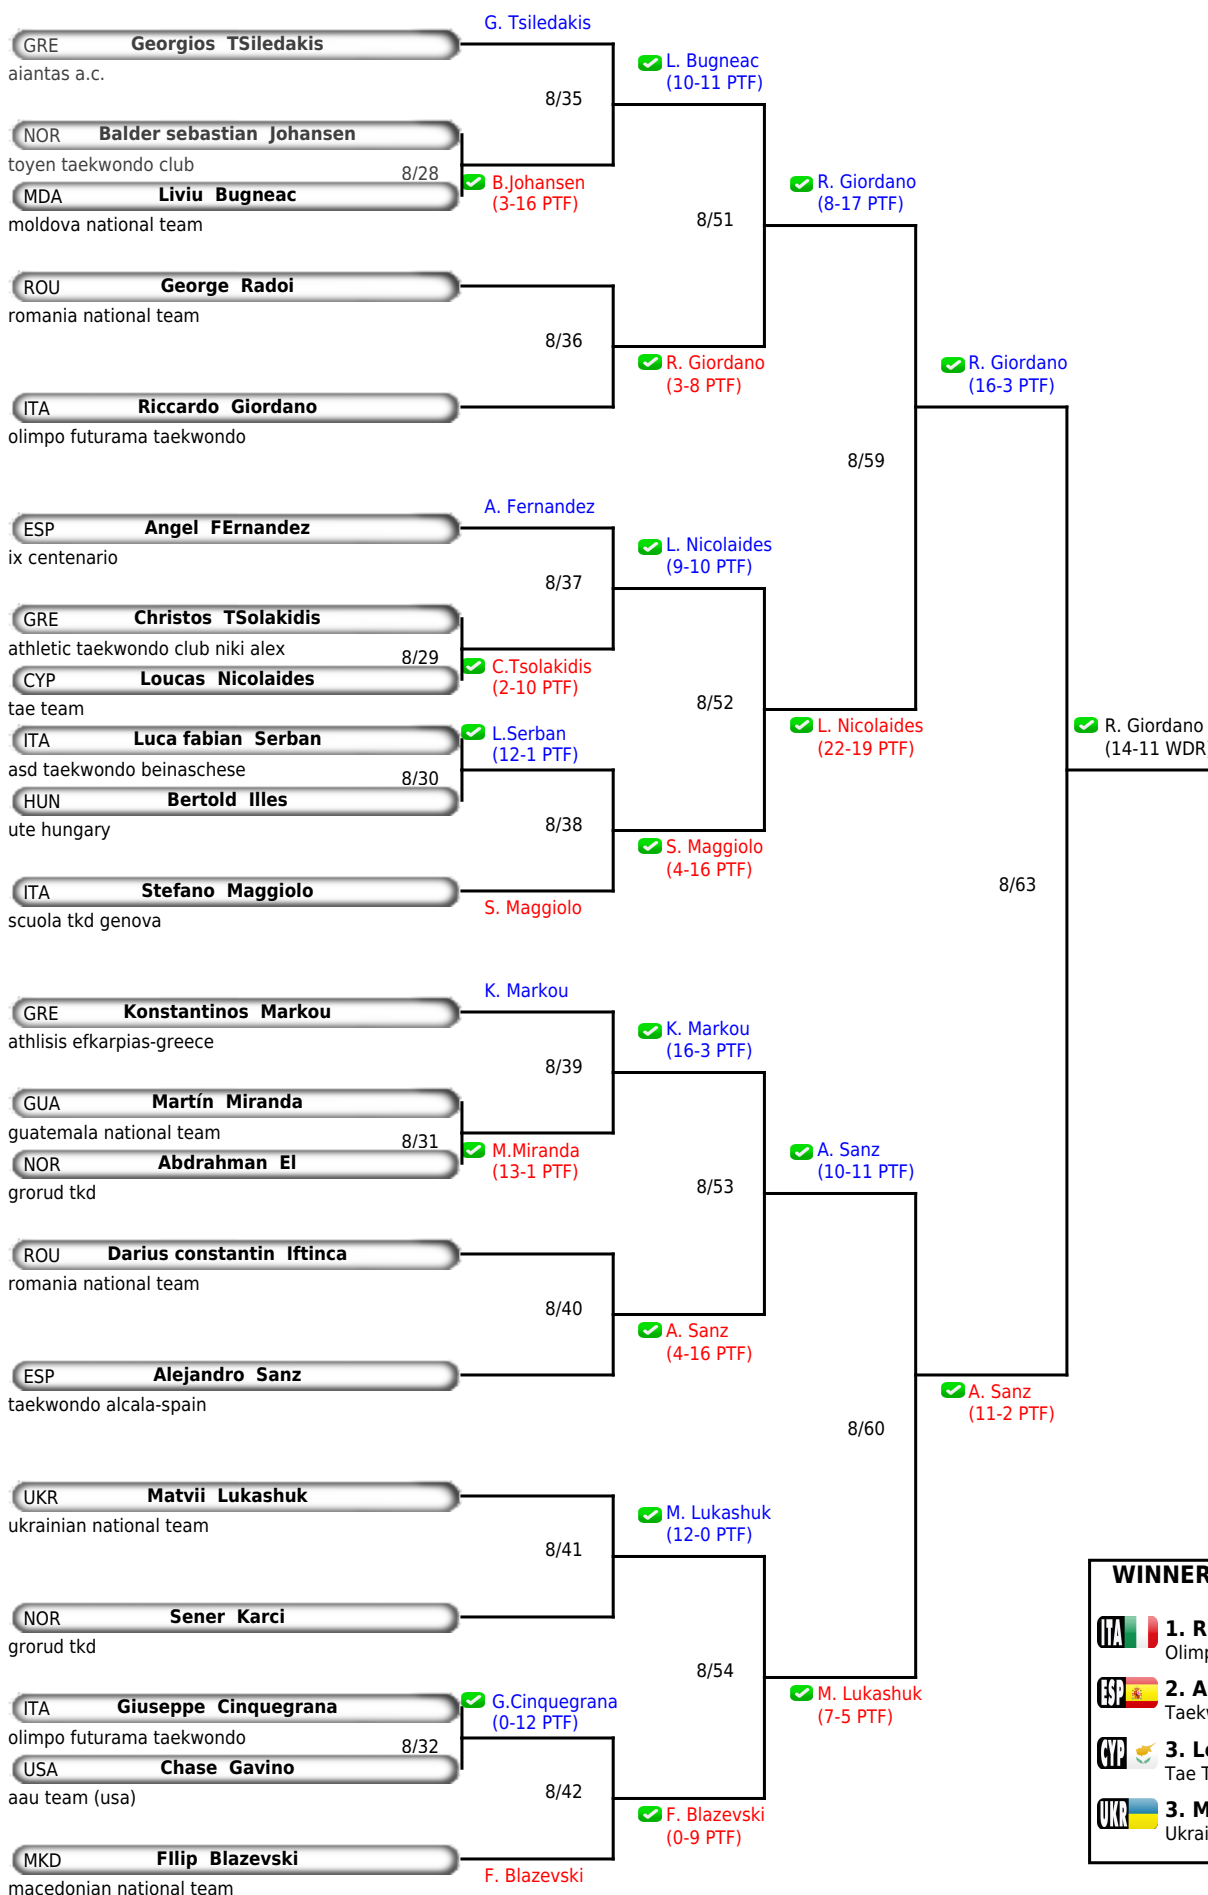 G. Tsiledakis
GRE Georgios TSiledakis
aiantas a.c.
L. Bugneac
(10-11 PTF)
8/35
NOR Balder sebastian Johansen
toyen taekwondo club
8/28
B.Johansen
(3-16 PTF)
MDA Liviu Bugneac
moldova national team
R. Giordano
(8-17 PTF)
8/51
ROU George Radoi
romania national team
8/36
R. Giordano
(3-8 PTF)
R. Giordano
(16-3 PTF)
ITA Riccardo Giordano
olimpo futurama taekwondo
8/59
A. Fernandez
ESP Angel FErnandez
ix centenario
L. Nicolaides
(9-10 PTF)
8/37
GRE Christos TSolakidis
athletic taekwondo club niki alex
8/29
C.Tsolakidis
(2-10 PTF)
CYP Loucas Nicolaides
tae team
8/52
L. Nicolaides
(22-19 PTF)
R. Giordano
(14-11 WDR)
ITA Luca fabian Serban
asd taekwondo beinaschese
L.Serban
(12-1 PTF)
8/30
HUN Bertold Illes
ute hungary
8/38
S. Maggiolo
(4-16 PTF)
ITA Stefano Maggiolo
scuola tkd genova
S. Maggiolo
8/63
K. Markou
GRE Konstantinos Markou
athlisis efkarpias-greece
K. Markou
(16-3 PTF)
8/39
GUA Martín Miranda
guatemala national team
8/31
M.Miranda
(13-1 PTF)
NOR Abdrahman El
grorud tkd
A. Sanz
(10-11 PTF)
8/53
ROU Darius constantin Iftinca
romania national team
8/40
A. Sanz
(4-16 PTF)
ESP Alejandro Sanz
taekwondo alcala-spain
A. Sanz
(11-2 PTF)
8/60
UKR Matvii Lukashuk
ukrainian national team
M. Lukashuk
(12-0 PTF)
8/41
NOR Sener Karci
grorud tkd
8/54
M. Lukashuk
(7-5 PTF)
ITA Giuseppe Cinquegrana
olimpo futurama taekwondo
G.Cinquegrana
(0-12 PTF)
8/32
USA Chase Gavino
aau team (usa)
8/42
F. Blazevski
(0-9 PTF)
MKD FIlip Blazevski
macedonian national team
F. Blazevski
WINNER
ITA 1. R
Olimp
ESP 2. A
Taekw
CYP 3. Lo
Tae T
UKR 3. M
Ukrai